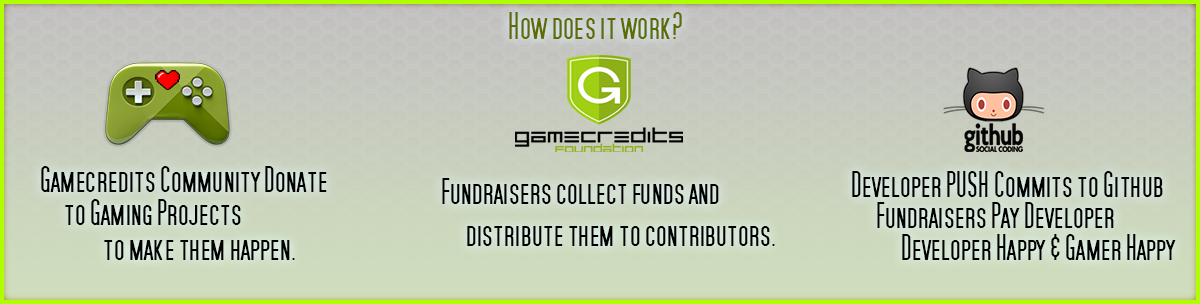 How does it work?
G
gamecredits
Foundation
github
SOCIAL CODING
Gamecredits Community Donate
to Gaming Projects
to make them happen.
Fundraisers collect funds and
distribute them to contributors.
Developer PUSH Commits to Github
Fundraisers Pay Developer
Developer Happy & Gamer Happy